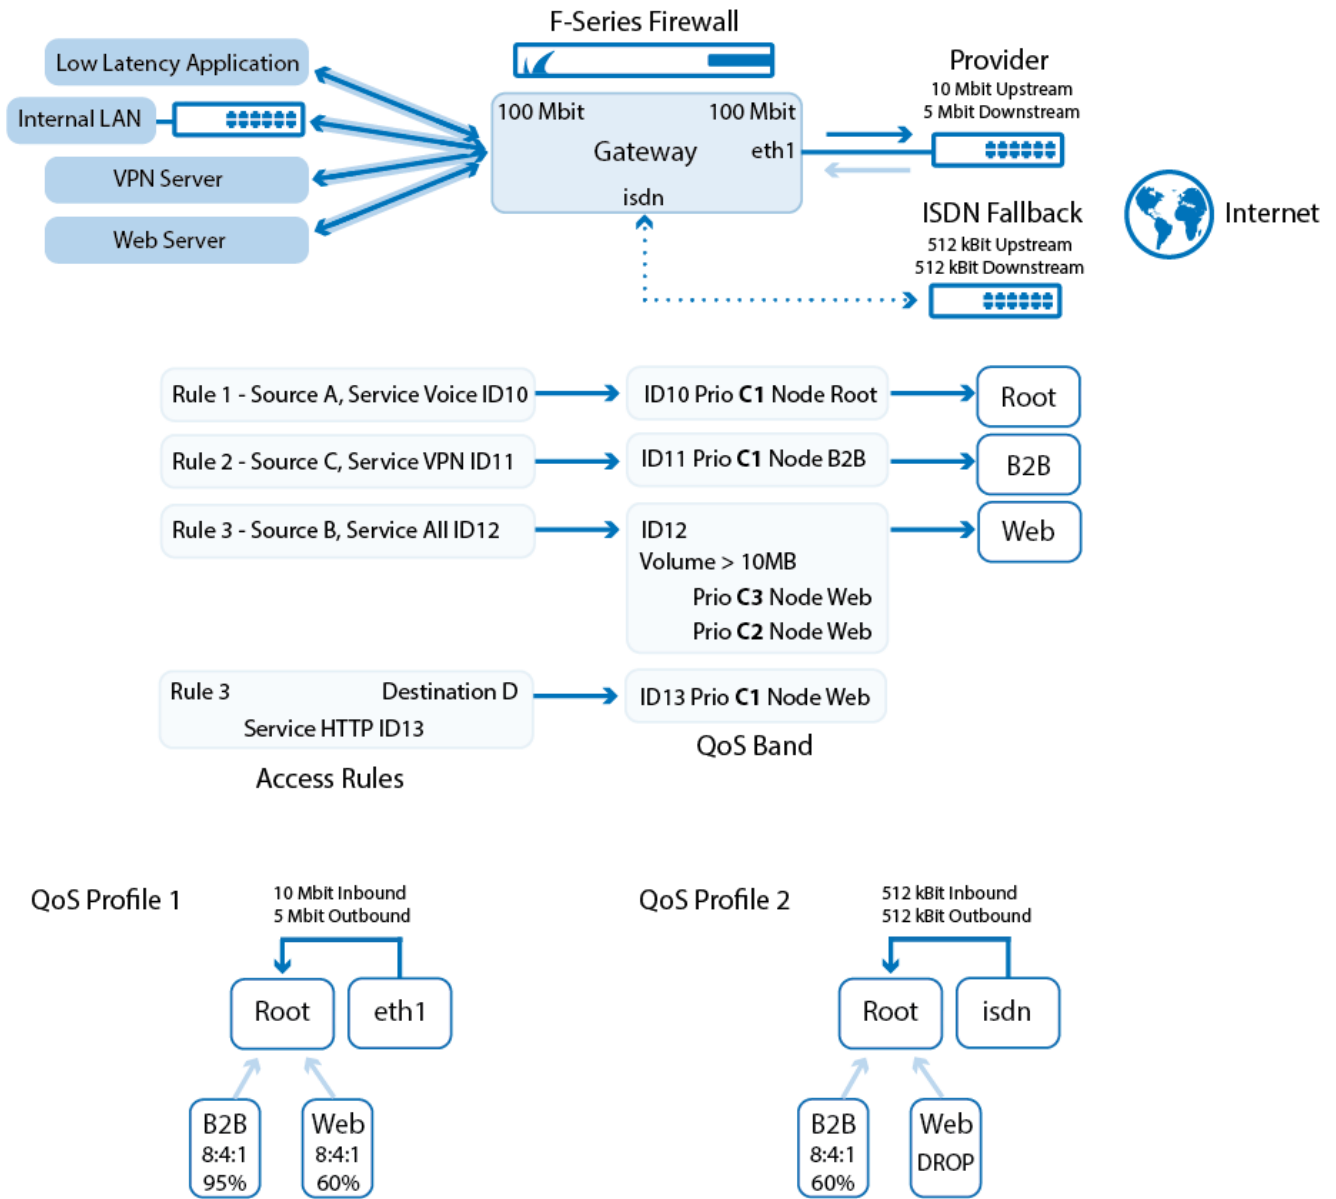 F-Series Firewall
Low Latency Application
Internal LAN
VPN Server
Web Server
100 Mbit
100 Mbit
Gateway
eth1
isdn
Provider
10 Mbit Upstream
5 Mbit Downstream
ISDN Fallback
512 kBit Upstream
512 kBit Downstream
Internet
Rule 1 - Source A, Service Voice ID10
ID10 Prio C1 Node Root
Root
Rule 2 - Source C, Service VPN ID11
ID11 Prio C1 Node B2B
B2B
Rule 3 - Source B, Service All ID12
ID12
Volume > 10MB
Prio C3 Node Web
Prio C2 Node Web
Web
Rule 3 Destination D
Service HTTP ID13
ID13 Prio C1 Node Web
QoS Band
Access Rules
QoS Profile 1
10 Mbit Inbound
5 Mbit Outbound
Root
eth1
B2B
8:4:1
95%
Web
8:4:1
60%
QoS Profile 2
512 kBit Inbound
512 kBit Outbound
Root
isdn
B2B
8:4:1
60%
Web
DROP